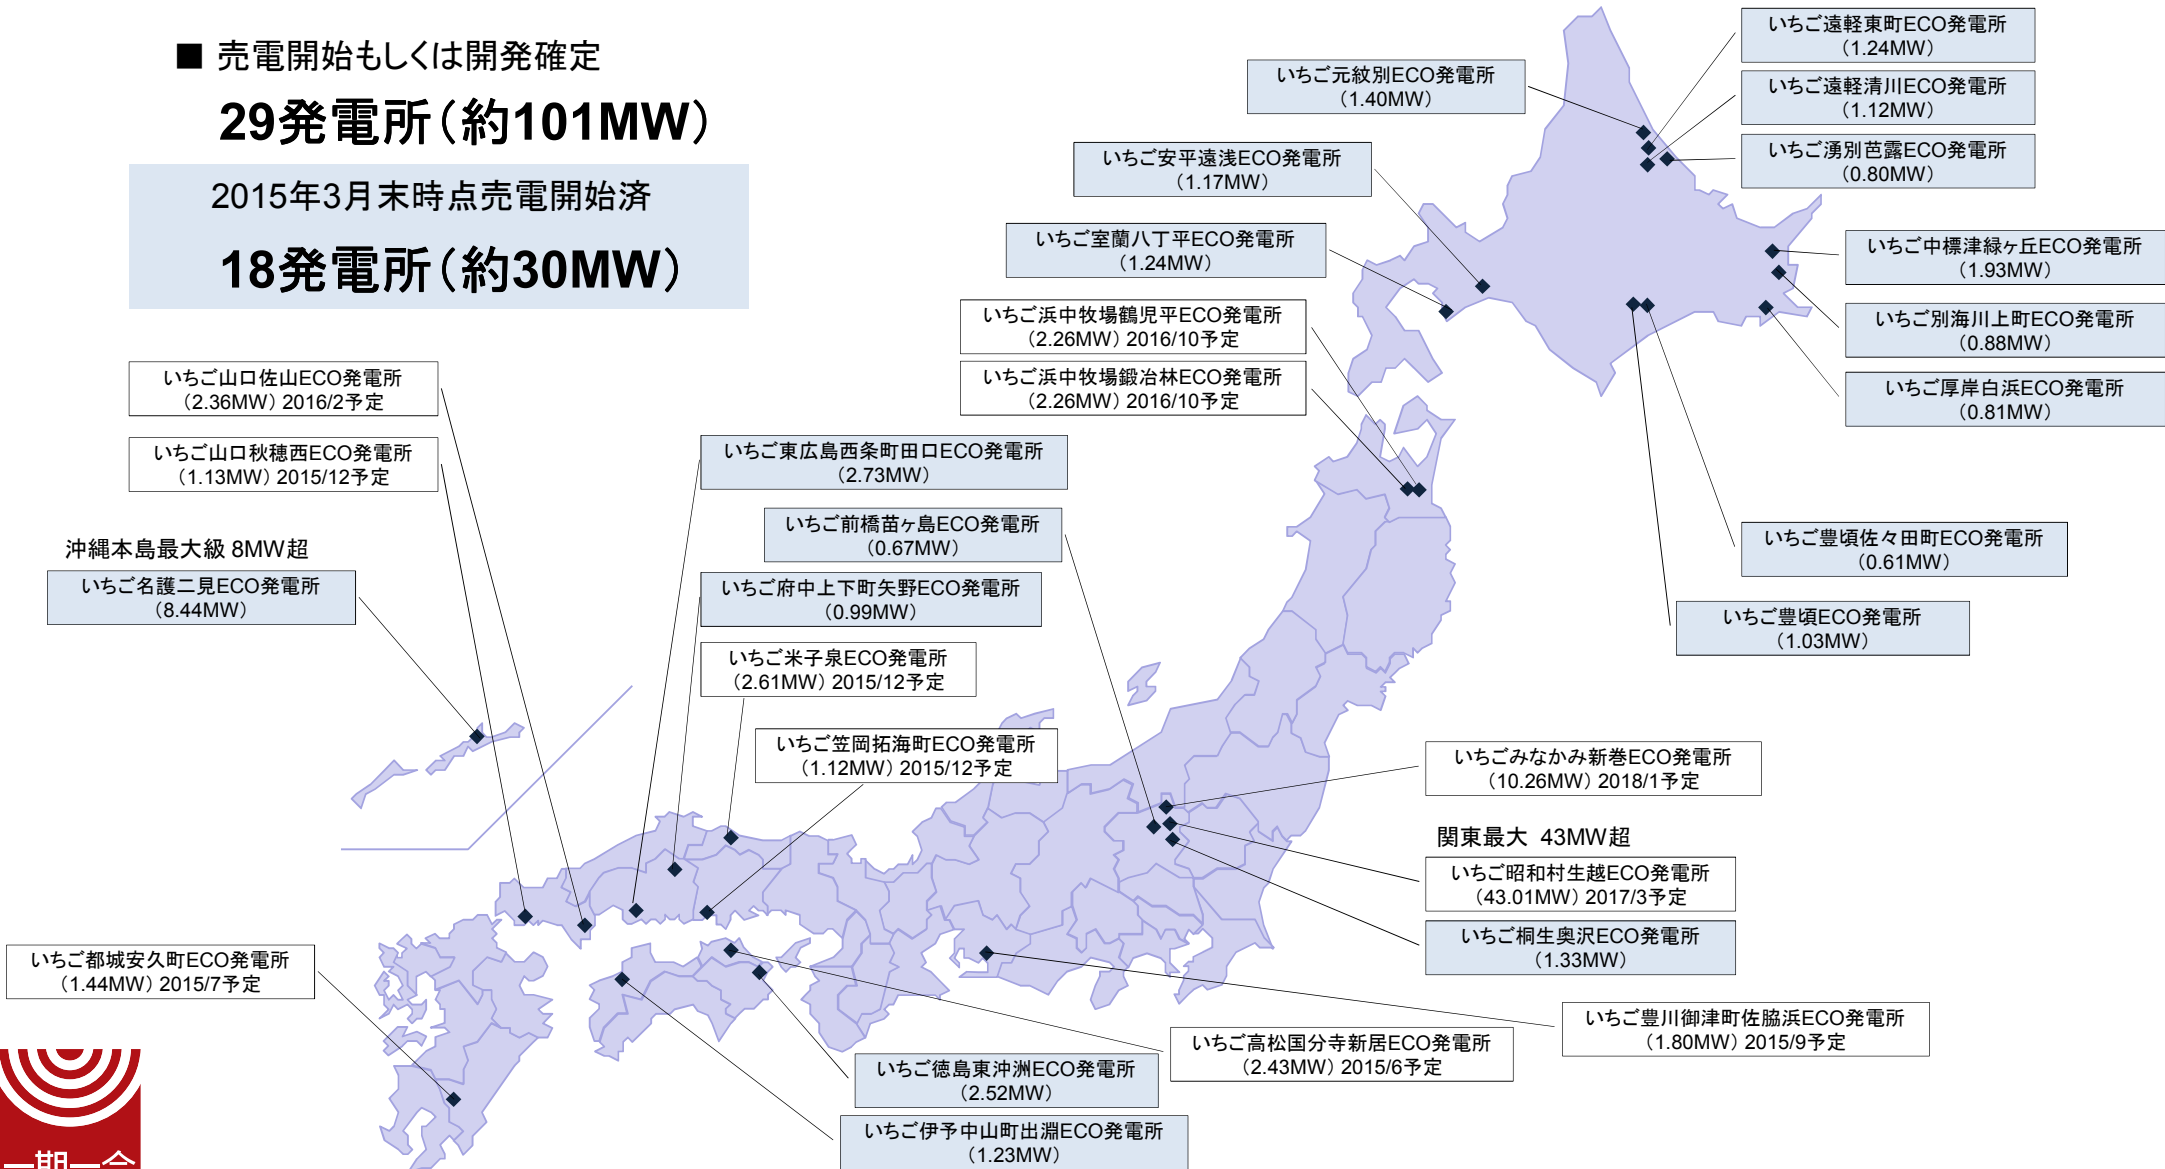 ■ 売電開始もしくは開発確定
29発電所（約101MW）
2015年3月末時点売電開始済
18発電所（約30MW）
いちご遠軽東町ECO発電所
（1.24MW）
いちご元紋別ECO発電所
（1.40MW）
いちご遠軽清川ECO発電所
（1.12MW）
いちご湧別芭露ECO発電所
（0.80MW）
いちご安平遠浅ECO発電所
（1.17MW）
いちご室蘭八丁平ECO発電所
（1.24MW）
いちご中標津緑ヶ丘ECO発電所
（1.93MW）
いちご別海川上町ECO発電所
（0.88MW）
いちご厚岸白浜ECO発電所
（0.81MW）
いちご浜中牧場鶴児平ECO発電所
（2.26MW） 2016/10予定
いちご浜中牧場鍛冶林ECO発電所
（2.26MW） 2016/10予定
いちご山口佐山ECO発電所
（2.36MW） 2016/2予定
いちご山口秋穂西ECO発電所
（1.13MW） 2015/12予定
いちご東広島西条町田口ECO発電所
（2.73MW）
いちご前橋苗ヶ島ECO発電所
（0.67MW）
いちご豊頃佐々田町ECO発電所
（0.61MW）
沖縄本島最大級 8MW超
いちご名護二見ECO発電所
（8.44MW）
いちご府中上下町矢野ECO発電所
（0.99MW）
いちご豊頃ECO発電所
（1.03MW）
いちご米子泉ECO発電所
（2.61MW） 2015/12予定
いちご笠岡拓海町ECO発電所
（1.12MW） 2015/12予定
いちごみなかみ新巻ECO発電所
（10.26MW） 2018/1予定
関東最大 43MW超
いちご昭和村生越ECO発電所
（43.01MW） 2017/3予定
いちご桐生奥沢ECO発電所
（1.33MW）
いちご都城安久町ECO発電所
（1.44MW） 2015/7予定
いちご豊川御津町佐脇浜ECO発電所
（1.80MW） 2015/9予定
いちご高松国分寺新居ECO発電所
（2.43MW） 2015/6予定
いちご徳島東沖洲ECO発電所
（2.52MW）
いちご伊予中山町出淵ECO発電所
（1.23MW）
一期一会